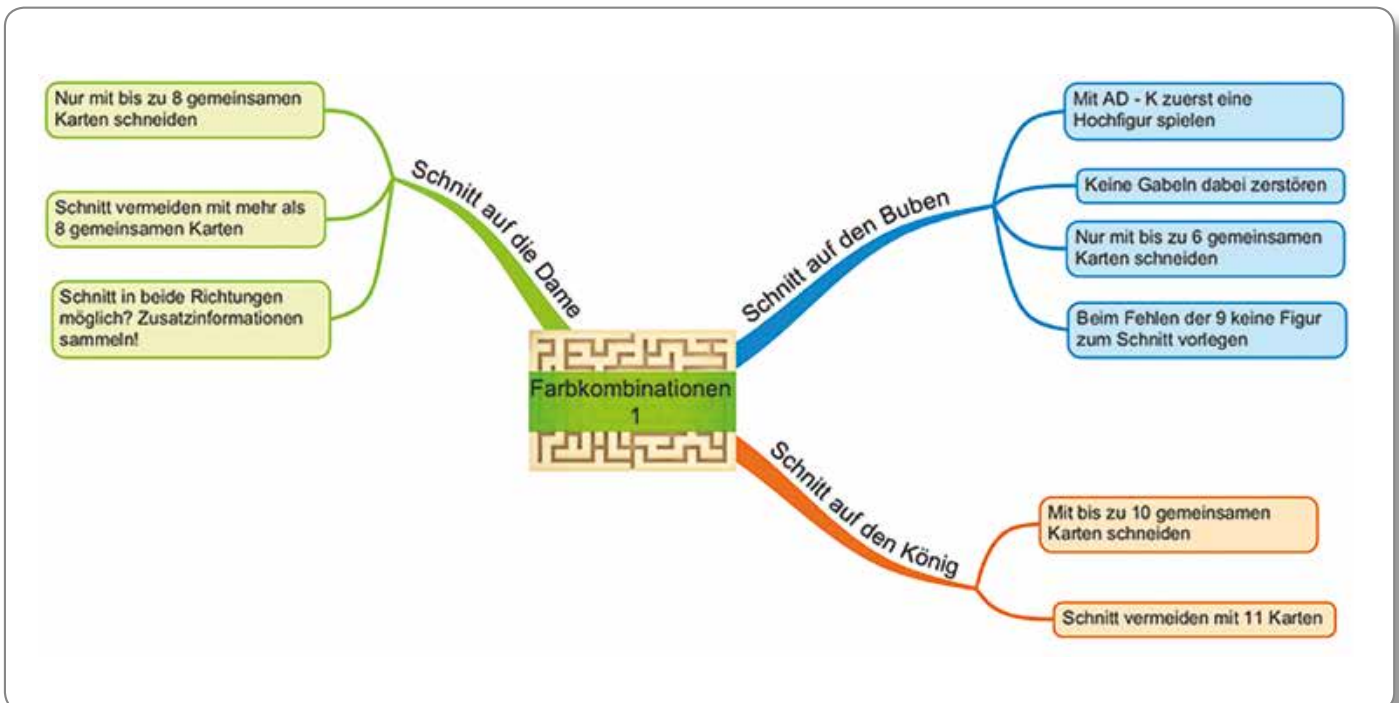 Nur mit bis zu 8 gemeinsamen
Karten schneiden
Schnitt vermeiden mit mehr als
8 gemeinsamen Karten
Schnitt in beide Richtungen
möglich? Zusatzinformationen
sammeln!
Schnitt auf die Dame
Farbkombinationen
1
Schnitt auf den Buben
Mit AD - K zuerst eine
Hochfigur spielen
Keine Gabeln dabei zerstören
Nur mit bis zu 6 gemeinsamen
Karten schneiden
Beim Fehlen der 9 keine Figur
zum Schnitt vorlegen
Schnitt auf den König
Mit bis zu 10 gemeinsamen
Karten schneiden
Schnitt vermeiden mit 11 Karten